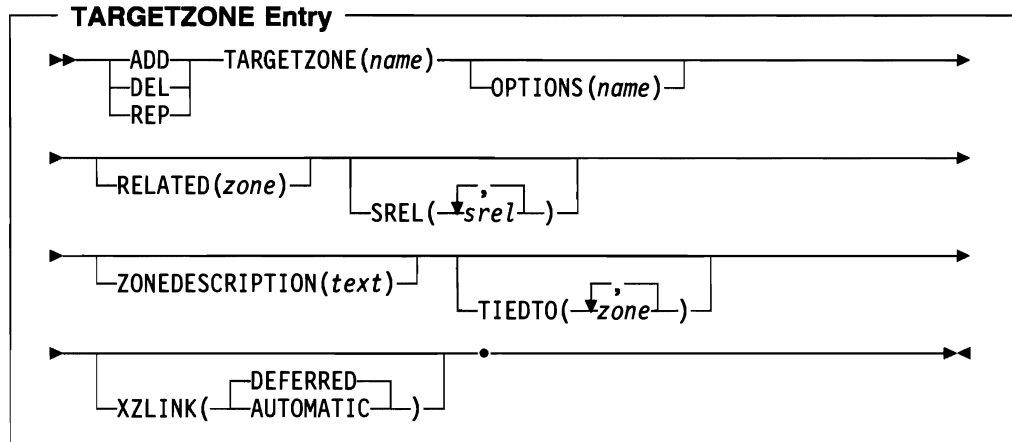 TARGETZONE Entry
ADD TARGETZONE(name)
DEL OPTIONS(name)
REP
RELATED(zone)
,
SREL( srel )
ZONEDESCRIPTION(text)
,
TIEDTO( zone )
DEFERRED
XZLINK( AUTOMATIC )